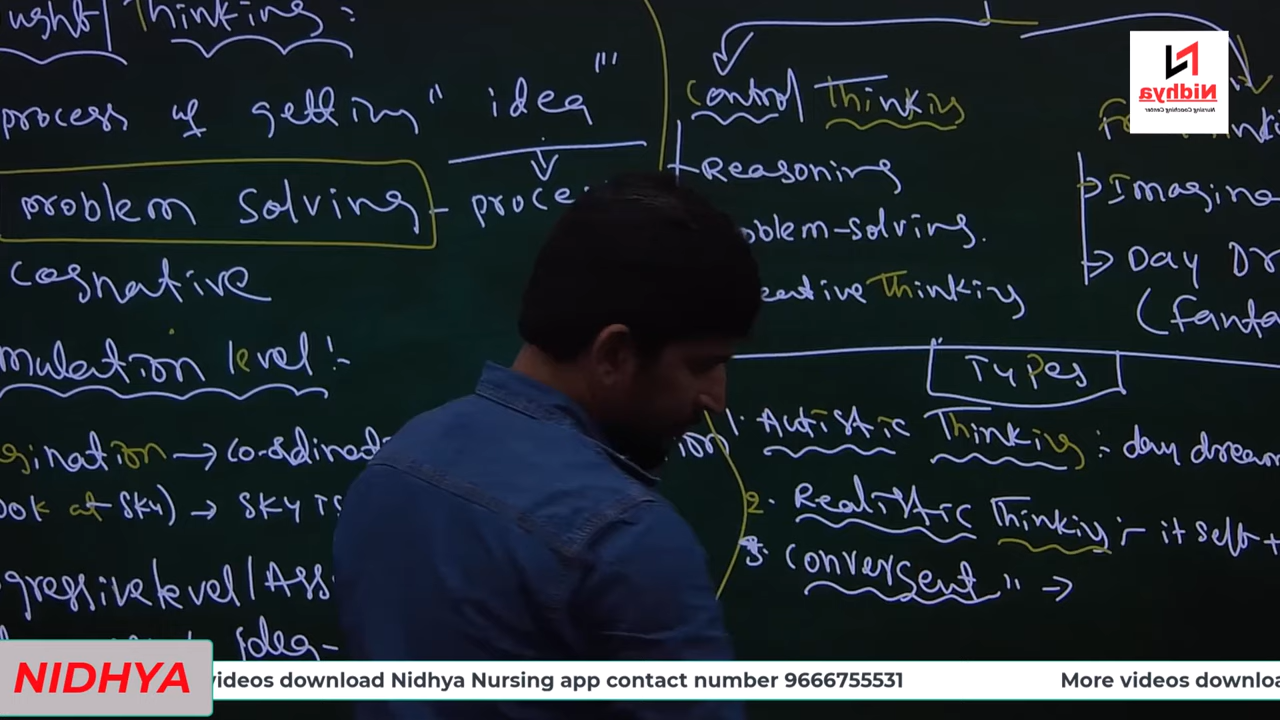 Thinking :
process of getting " idea "
problem solving - proce
cognative
mulation level :-
gination → co-ordinat
ook at sky) → sky is
gressive level / Ass
Idea-
Control Thinking
Reasoning
oblem-solving.
eative Thinking
Imagine
Day Dr
(fanta
Types
1. Autistic Thinking :- day dream
2. Realistic Thinking :- it self +
3. Conversent " →
Nidhya
Nursing Coaching Center
NIDHYA
videos download Nidhya Nursing app contact number 9666755531
More videos downloa